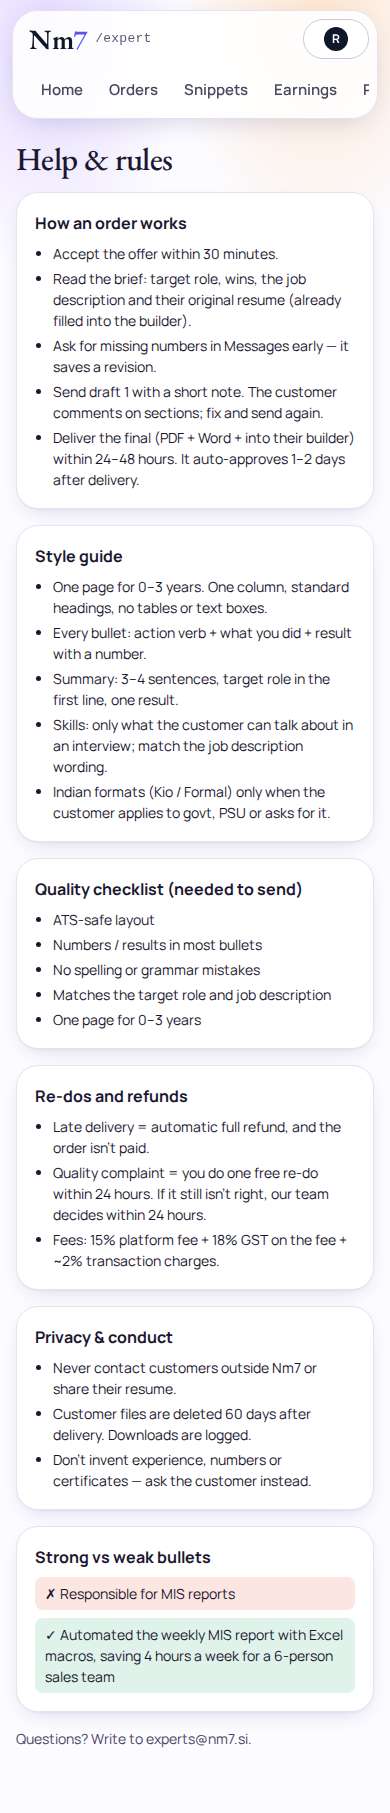 Nm7 /expert
R
Home Orders Snippets Earnings
Help & rules
How an order works
• Accept the offer within 30 minutes.
• Read the brief: target role, wins, the job
description and their original resume (already
filled into the builder).
• Ask for missing numbers in Messages early — it
saves a revision.
• Send draft 1 with a short note. The customer
comments on sections; fix and send again.
• Deliver the final (PDF + Word + into their builder)
within 24–48 hours. It auto-approves 1–2 days
after delivery.
Style guide
• One page for 0–3 years. One column, standard
headings, no tables or text boxes.
• Every bullet: action verb + what you did + result
with a number.
• Summary: 3–4 sentences, target role in the
first line, one result.
• Skills: only what the customer can talk about in
an interview; match the job description
wording.
• Indian formats (Kio / Formal) only when the
customer applies to govt, PSU or asks for it.
Quality checklist (needed to send)
• ATS-safe layout
• Numbers / results in most bullets
• No spelling or grammar mistakes
• Matches the target role and job description
• One page for 0–3 years
Re-dos and refunds
• Late delivery = automatic full refund, and the
order isn't paid.
• Quality complaint = you do one free re-do
within 24 hours. If it still isn't right, our team
decides within 24 hours.
• Fees: 15% platform fee + 18% GST on the fee +
~2% transaction charges.
Privacy & conduct
• Never contact customers outside Nm7 or
share their resume.
• Customer files are deleted 60 days after
delivery. Downloads are logged.
• Don't invent experience, numbers or
certificates — ask the customer instead.
Strong vs weak bullets
✗ Responsible for MIS reports
✓ Automated the weekly MIS report with Excel
macros, saving 4 hours a week for a 6-person
sales team
Questions? Write to experts@nm7.si.